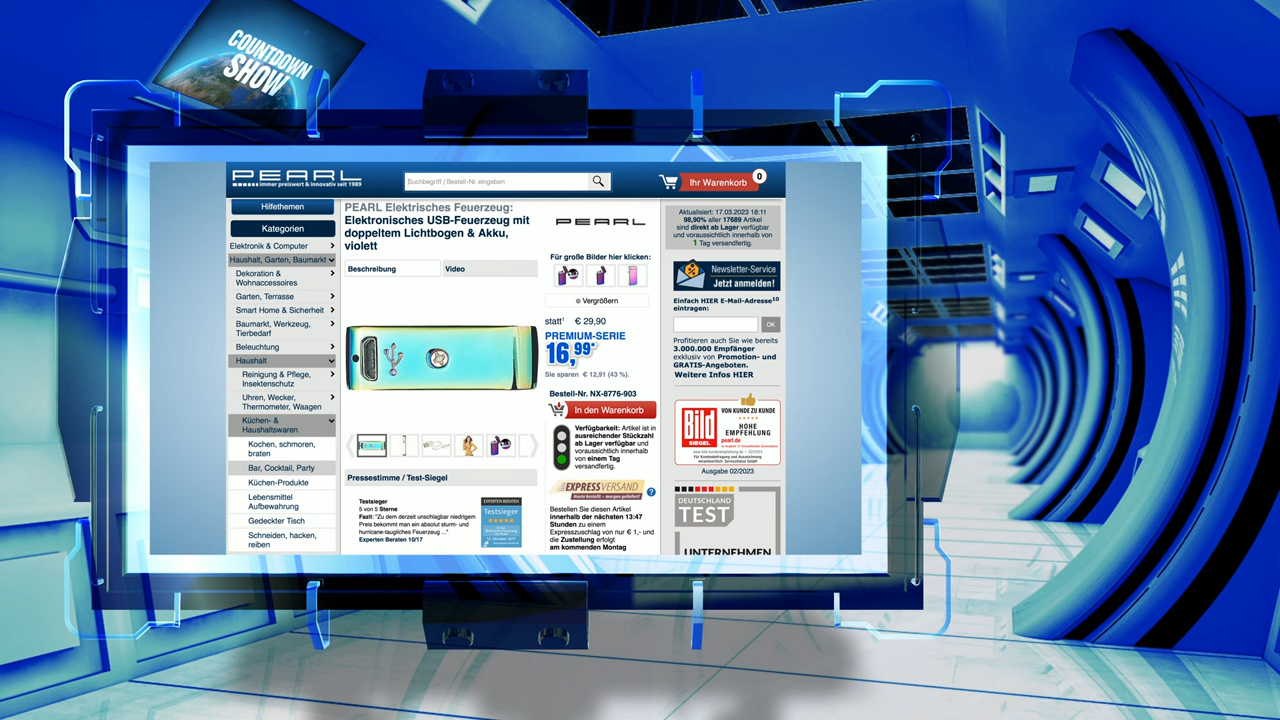 COUNTDOWN
SHOW
PEARL
immer preiswert & innovativ seit 1989
Suchbegriff / Bestell-Nr. eingeben
Ihr Warenkorb
0
Hilfethemen
Kategorien
Elektronik & Computer
Haushalt, Garten, Baumarkt
Dekoration &
Wohnaccessoires
Garten, Terrasse
Smart Home & Sicherheit
Baumarkt, Werkzeug,
Tierbedarf
Beleuchtung
Haushalt
Reinigung & Pflege,
Insektenschutz
Uhren, Wecker,
Thermometer, Waagen
Küchen- &
Haushaltswaren
Kochen, schmoren,
braten
Bar, Cocktail, Party
Küchen-Produkte
Lebensmittel
Aufbewahrung
Gedeckter Tisch
Schneiden, hacken,
reiben
PEARL Elektrisches Feuerzeug:
Elektronisches USB-Feuerzeug mit
doppeltem Lichtbogen & Akku,
violett
Beschreibung
Video
Pressestimme / Test-Siegel
Testsieger
5 von 5 Sterne
Fazit: "Zu dem derzeit unschlagbar niedrigem
Preis bekommt man ein absolut sturm- und
hurricane-taugliches Feuerzeug ..."
Experten Beraten 10/17
EXPERTEN BERATEN
Testsieger
PEARL
Für große Bilder hier klicken:
Vergrößern
statt¹ € 29,90
PREMIUM-SERIE
16,99*
Sie sparen € 12,91 (43 %).
Bestell-Nr. NX-8776-903
In den Warenkorb
Verfügbarkeit: Artikel ist in
ausreichender Stückzahl
ab Lager verfügbar und
voraussichtlich innerhalb
von einem Tag
versandfertig.
EXPRESSVERSAND
Heute bestellt - morgen geliefert!
?
Bestellen Sie diesen Artikel
innerhalb der nächsten 13:47
Stunden zu einem
Expresszuschlag von nur € 1,- und
die Zustellung erfolgt
am kommenden Montag
Aktualisiert: 17.03.2023 18:11
98,90% aller 17689 Artikel
sind direkt ab Lager verfügbar
und voraussichtlich innerhalb von
1 Tag versandfertig.
Newsletter-Service
Jetzt anmelden!
Einfach HIER E-Mail-Adresse¹⁰
eintragen:
OK
Profitieren auch Sie wie bereits
3.000.000 Empfänger
exklusiv von Promotion- und
GRATIS-Angeboten.
Weitere Infos HIER
Bild
SIEGEL
VON KUNDE ZU KUNDE
HOHE
EMPFEHLUNG
pearl.de
Ausgabe 02/2023
DEUTSCHLAND
TEST
UNTERNEHMEN